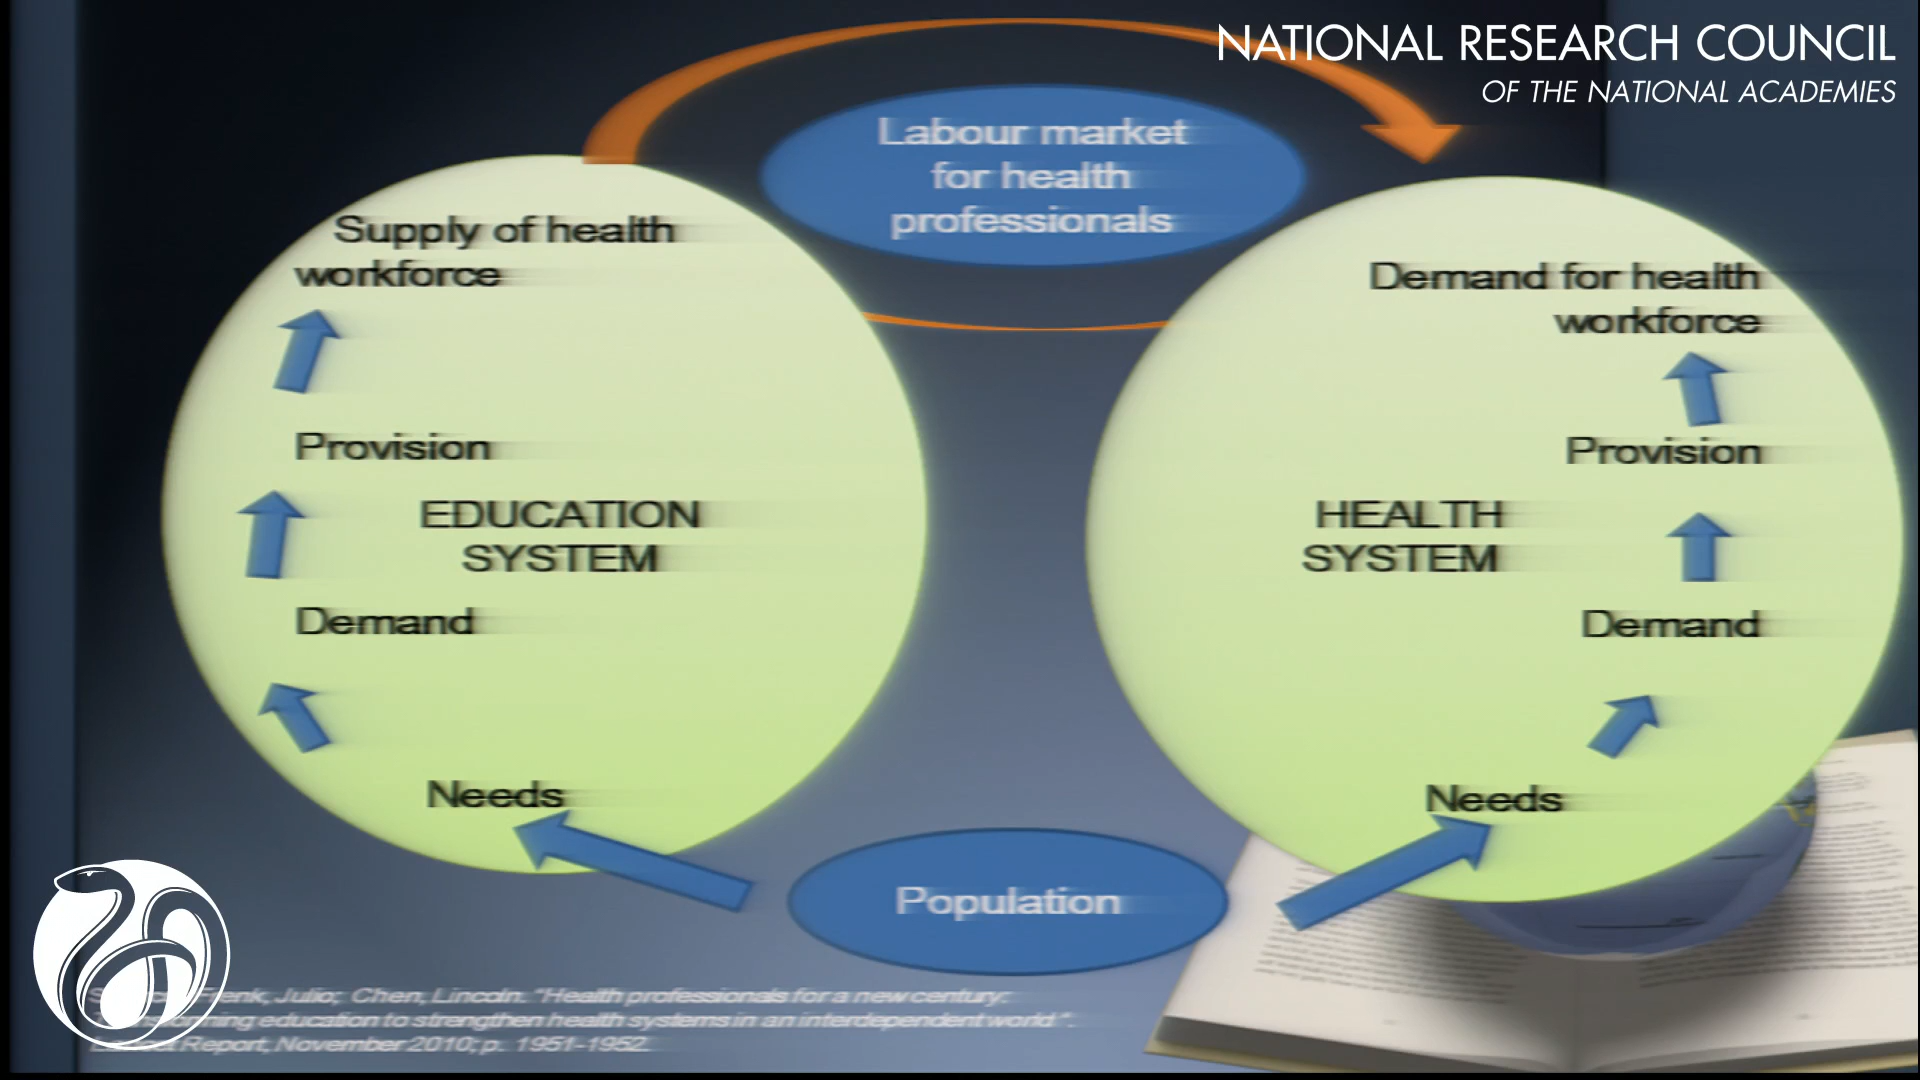 NATIONAL RESEARCH COUNCIL
OF THE NATIONAL ACADEMIES
Labour market
for health
professionals
Supply of health
workforce
Provision
EDUCATION
SYSTEM
Demand
Needs
Demand for health
workforce
Provision
HEALTH
SYSTEM
Demand
Needs
Population
Frenk, Julio; Chen, Lincoln. "Health professionals for a new century:
education to strengthen health systems in an interdependent world".
Report, November 2010; p. 1951-1952.